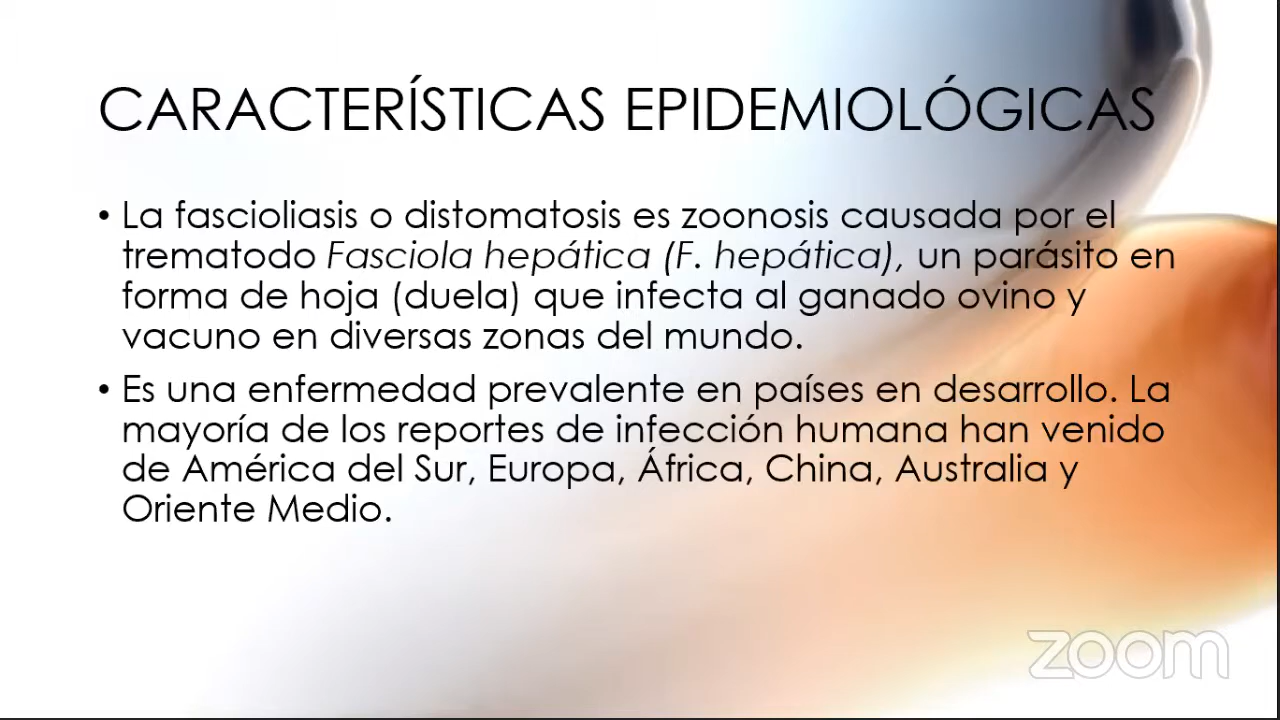 CARACTERÍSTICAS EPIDEMIOLÓGICAS
• La fascioliasis o distomatosis es zoonosis causada por el
trematodo Fasciola hepática (F. hepática), un parásito en
forma de hoja (duela) que infecta al ganado ovino y
vacuno en diversas zonas del mundo.
• Es una enfermedad prevalente en países en desarrollo. La
mayoría de los reportes de infección humana han venido
de América del Sur, Europa, África, China, Australia y
Oriente Medio.
zoom